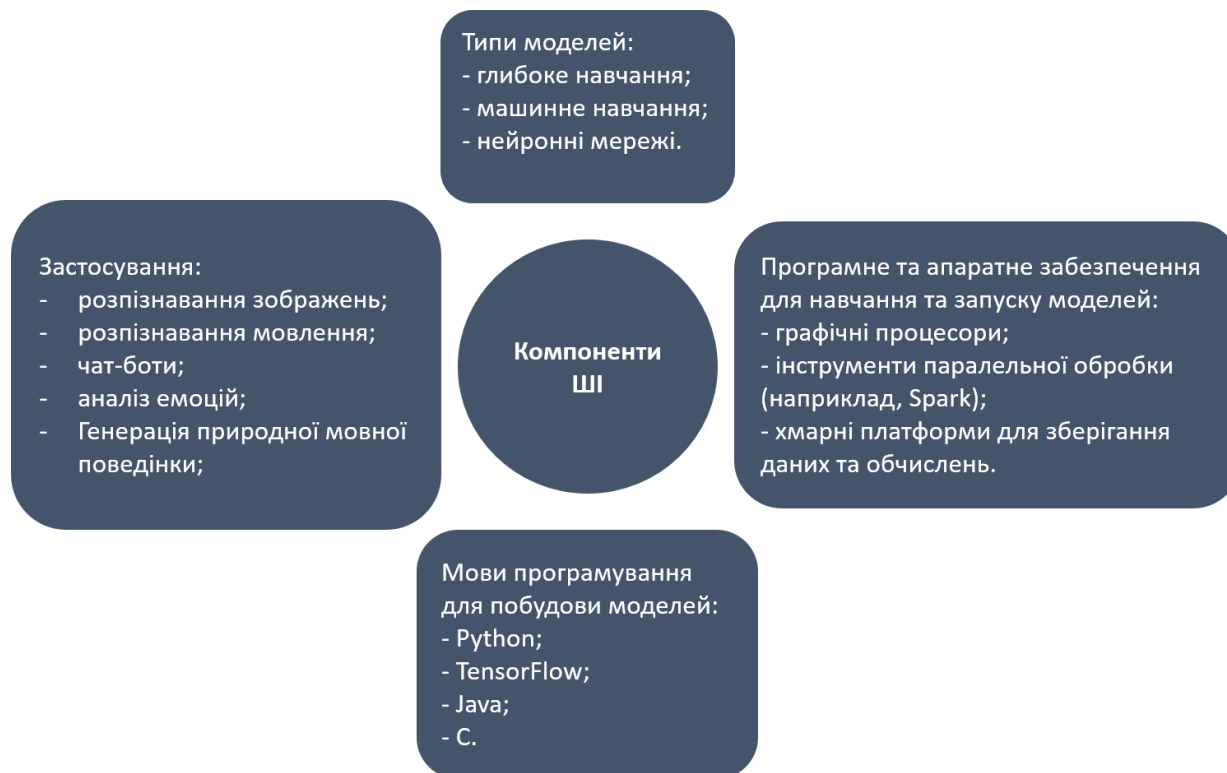 Типи моделей:
- глибоке навчання;
- машинне навчання;
- нейронні мережі.
Застосування:
- розпізнавання зображень;
- розпізнавання мовлення;
- чат-боти;
- аналіз емоцій;
- Генерація природної мовної
поведінки;
Компоненти
ШІ
Програмне та апаратне забезпечення
для навчання та запуску моделей:
- графічні процесори;
- інструменти паралельної обробки
(наприклад, Spark);
- хмарні платформи для зберігання
даних та обчислень.
Мови програмування
для побудови моделей:
- Python;
- TensorFlow;
- Java;
- C.